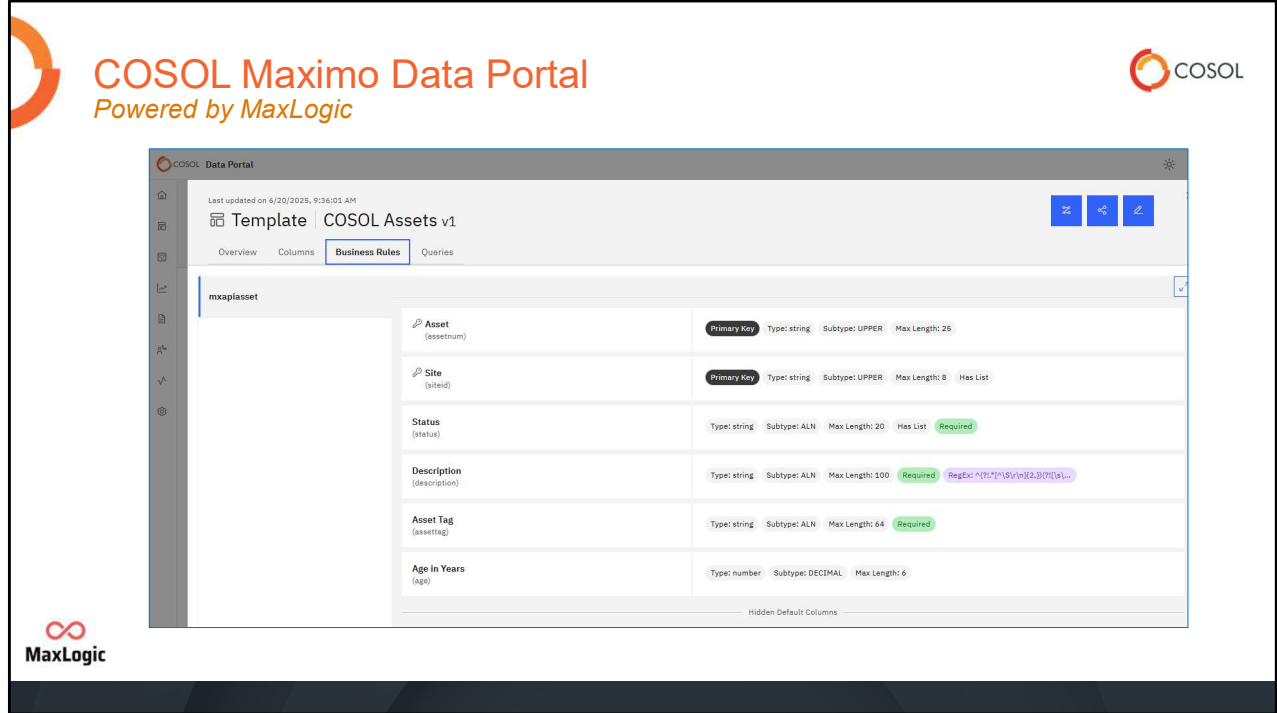 COSOL Maximo Data Portal
Powered by MaxLogic
COSOL
COSOL Data Portal
Last updated on 6/20/2025, 9:36:01 AM
Template | COSOL Assets v1
Overview Columns Business Rules Queries
mxapiasset
Asset
(assetnum)
Primary Key Type: string Subtype: UPPER Max Length: 25
Site
(siteid)
Primary Key Type: string Subtype: UPPER Max Length: 8 Has List
Status
(status)
Type: string Subtype: ALN Max Length: 20 Has List Required
Description
(description)
Type: string Subtype: ALN Max Length: 100 Required RegEx: ^(?!.*[^\S\r\n]{2,})(?![\s\...
Asset Tag
(assettag)
Type: string Subtype: ALN Max Length: 64 Required
Age in Years
(age)
Type: number Subtype: DECIMAL Max Length: 6
Hidden Default Columns
MaxLogic